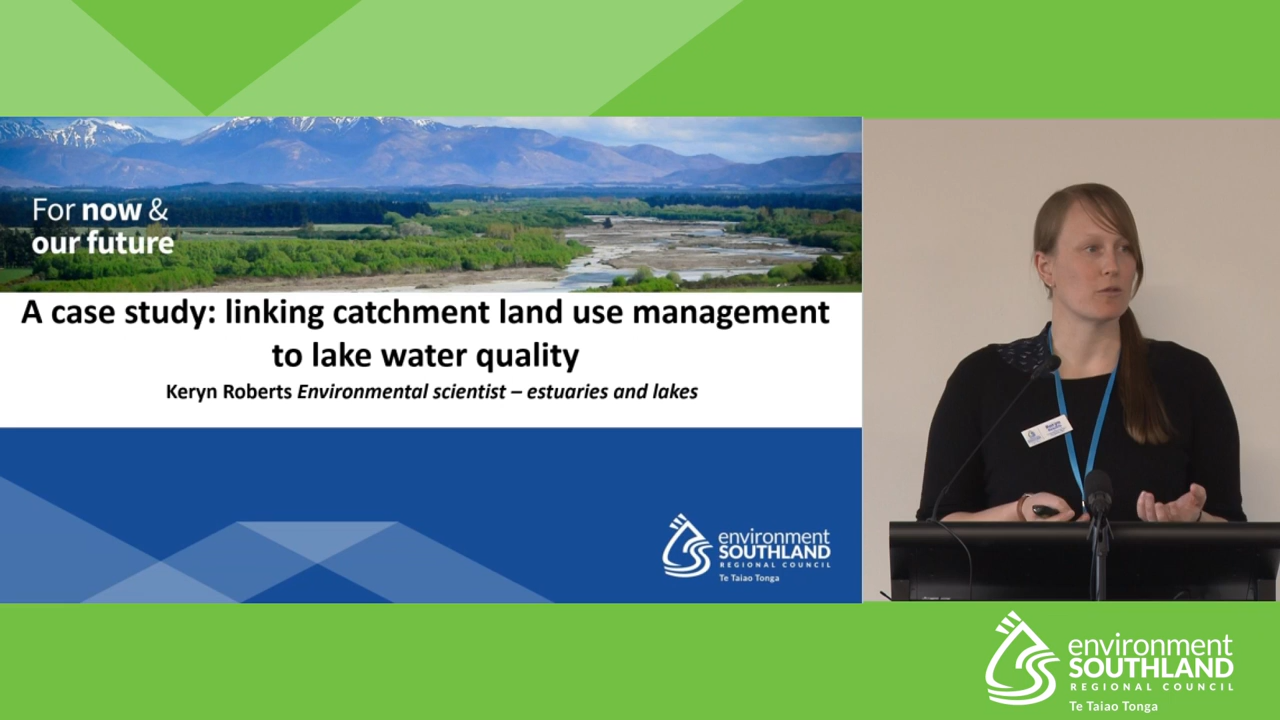 For now &
our future
A case study: linking catchment land use management
to lake water quality
Keryn Roberts Environmental scientist – estuaries and lakes
environment
SOUTHLAND
REGIONAL COUNCIL
Te Taiao Tonga
environment
SOUTHLAND
REGIONAL COUNCIL
Te Taiao Tonga